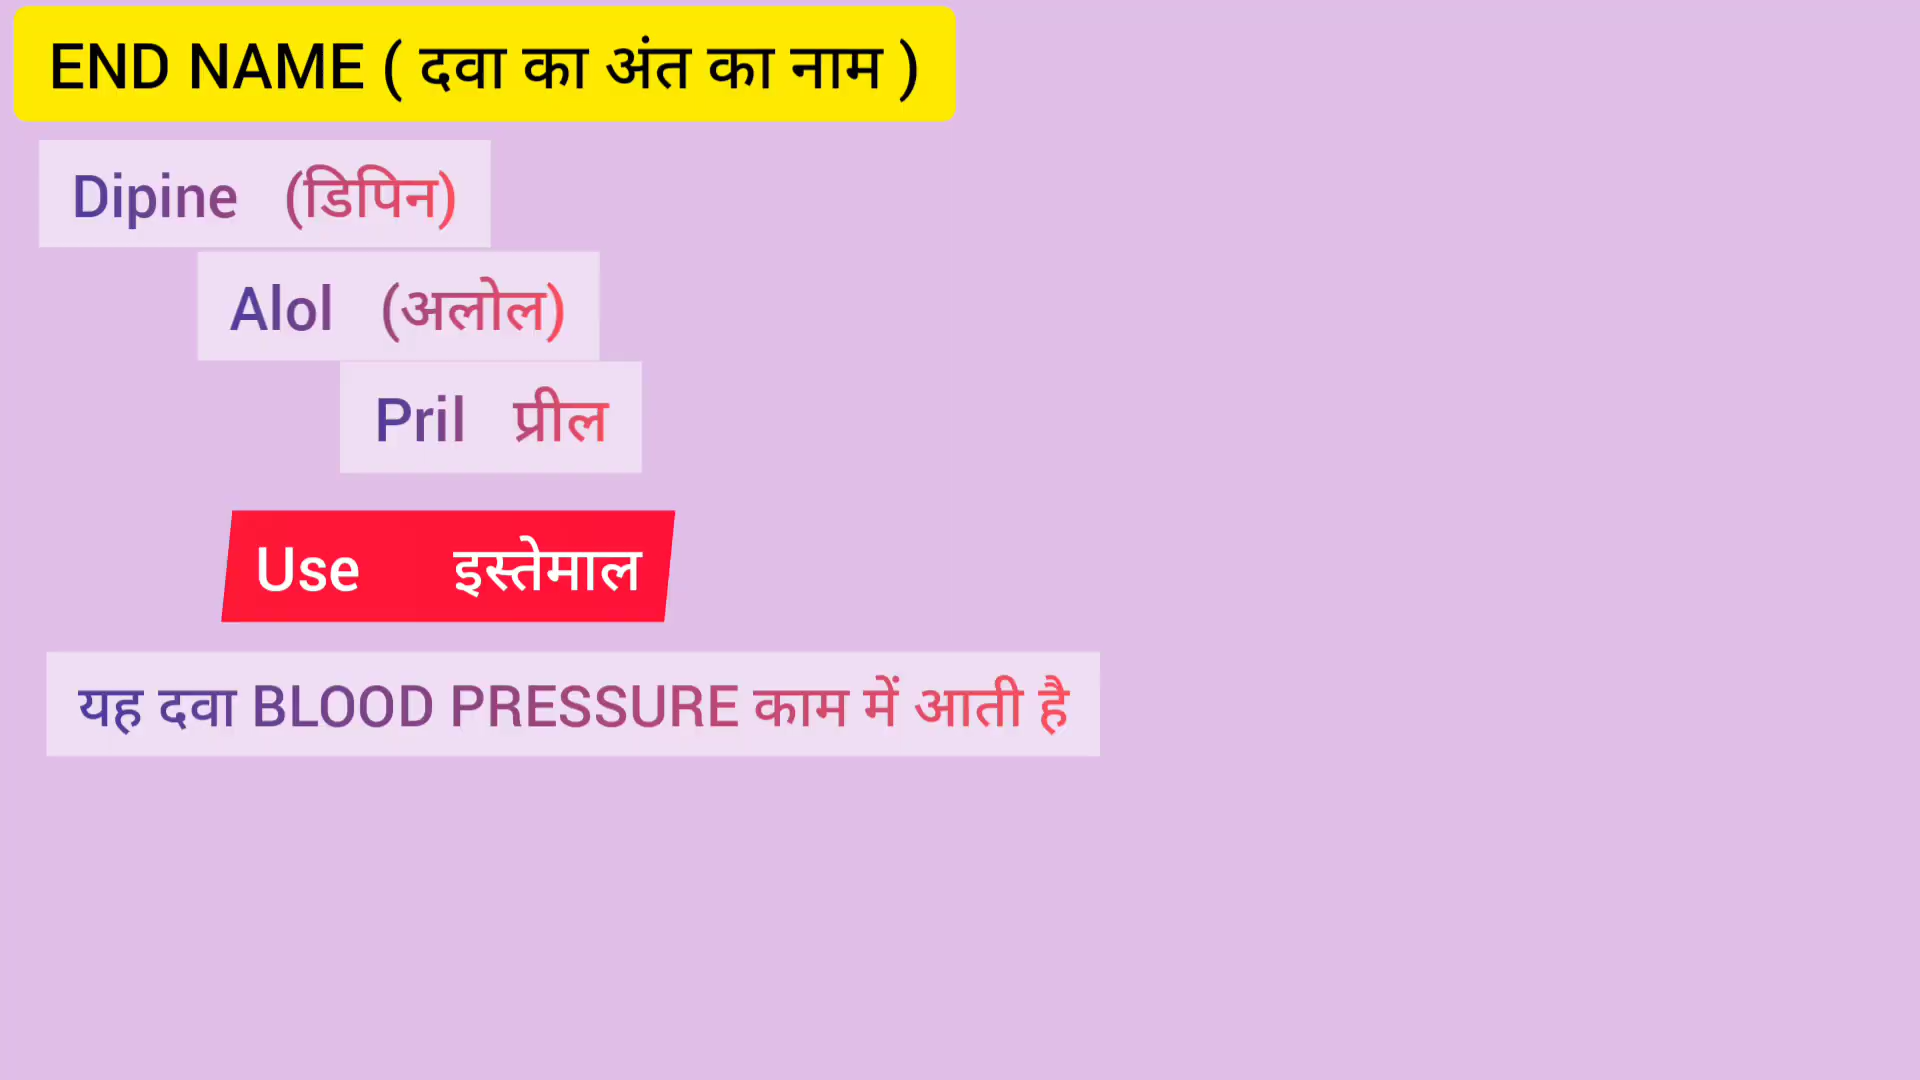 END NAME ( दवा का अंत का नाम )
Dipine (डिपिन)
Alol (अलोल)
Pril प्रील
Use इस्तेमाल
यह दवा BLOOD PRESSURE काम में आती है